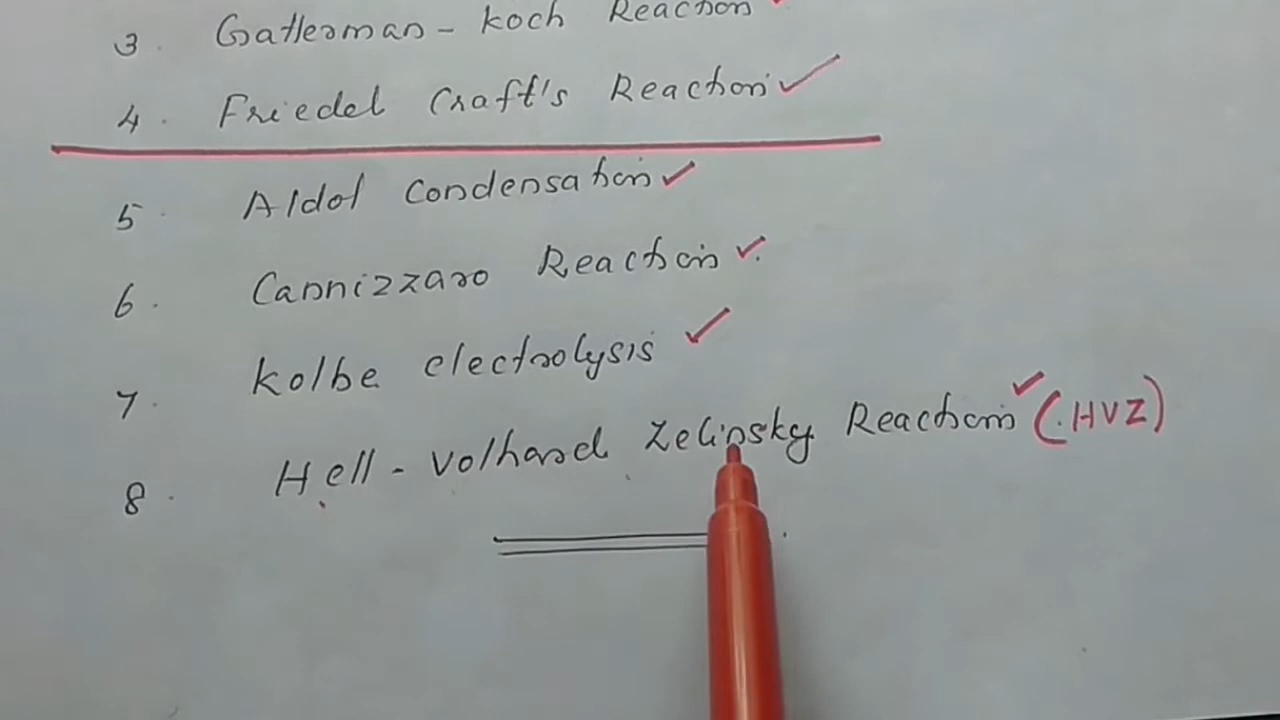 3. Gatterman - Koch Reaction
4. Friedel Craft's Reaction
5. Aldol Condensation
6. Cannizzaro Reaction
7. Kolbe electrolysis
8. Hell - Volhard Zelinsky Reaction (HVZ)